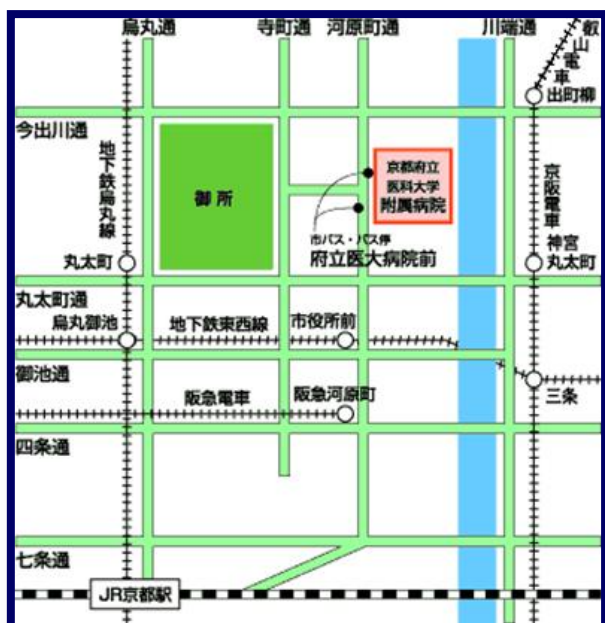 烏丸通
寺町通
河原町通
川端通
叡山電車
出町柳
今出川通
地下鉄烏丸線
御所
京都府立
医科大学
附属病院
京阪電車
市バス・バス停
府立医大病院前
神宮
丸太町
丸太町
丸太町通
烏丸御池
地下鉄東西線
市役所前
御池通
三条
阪急電車
阪急河原町
四条通
七条通
JR京都駅